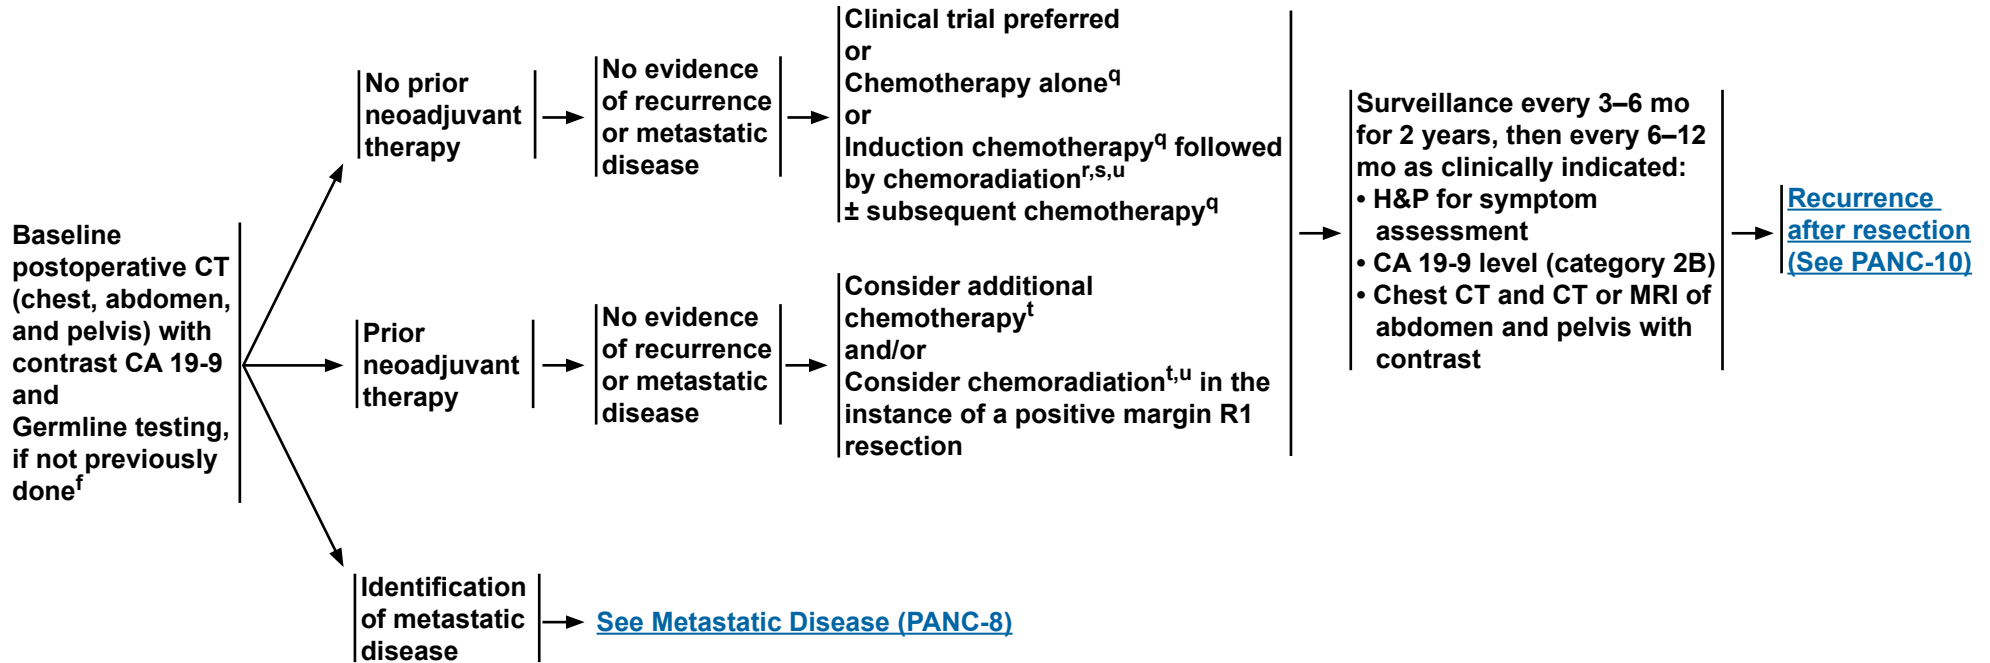 Baseline
postoperative CT
(chest, abdomen,
and pelvis) with
contrast CA 19-9
and
Germline testing,
if not previously
doneᶠ
No prior
neoadjuvant
therapy
No evidence
of recurrence
or metastatic
disease
Clinical trial preferred
or
Chemotherapy alone^q
or
Induction chemotherapy^q followed
by chemoradiation^r,s,u
± subsequent chemotherapy^q
Prior
neoadjuvant
therapy
No evidence
of recurrence
or metastatic
disease
Consider additional
chemotherapy^t
and/or
Consider chemoradiation^t,u in the
instance of a positive margin R1
resection
Identification
of metastatic
disease
See Metastatic Disease (PANC-8)
Surveillance every 3–6 mo
for 2 years, then every 6–12
mo as clinically indicated:
• H&P for symptom
assessment
• CA 19-9 level (category 2B)
• Chest CT and CT or MRI of
abdomen and pelvis with
contrast
Recurrence
after resection
(See PANC-10)